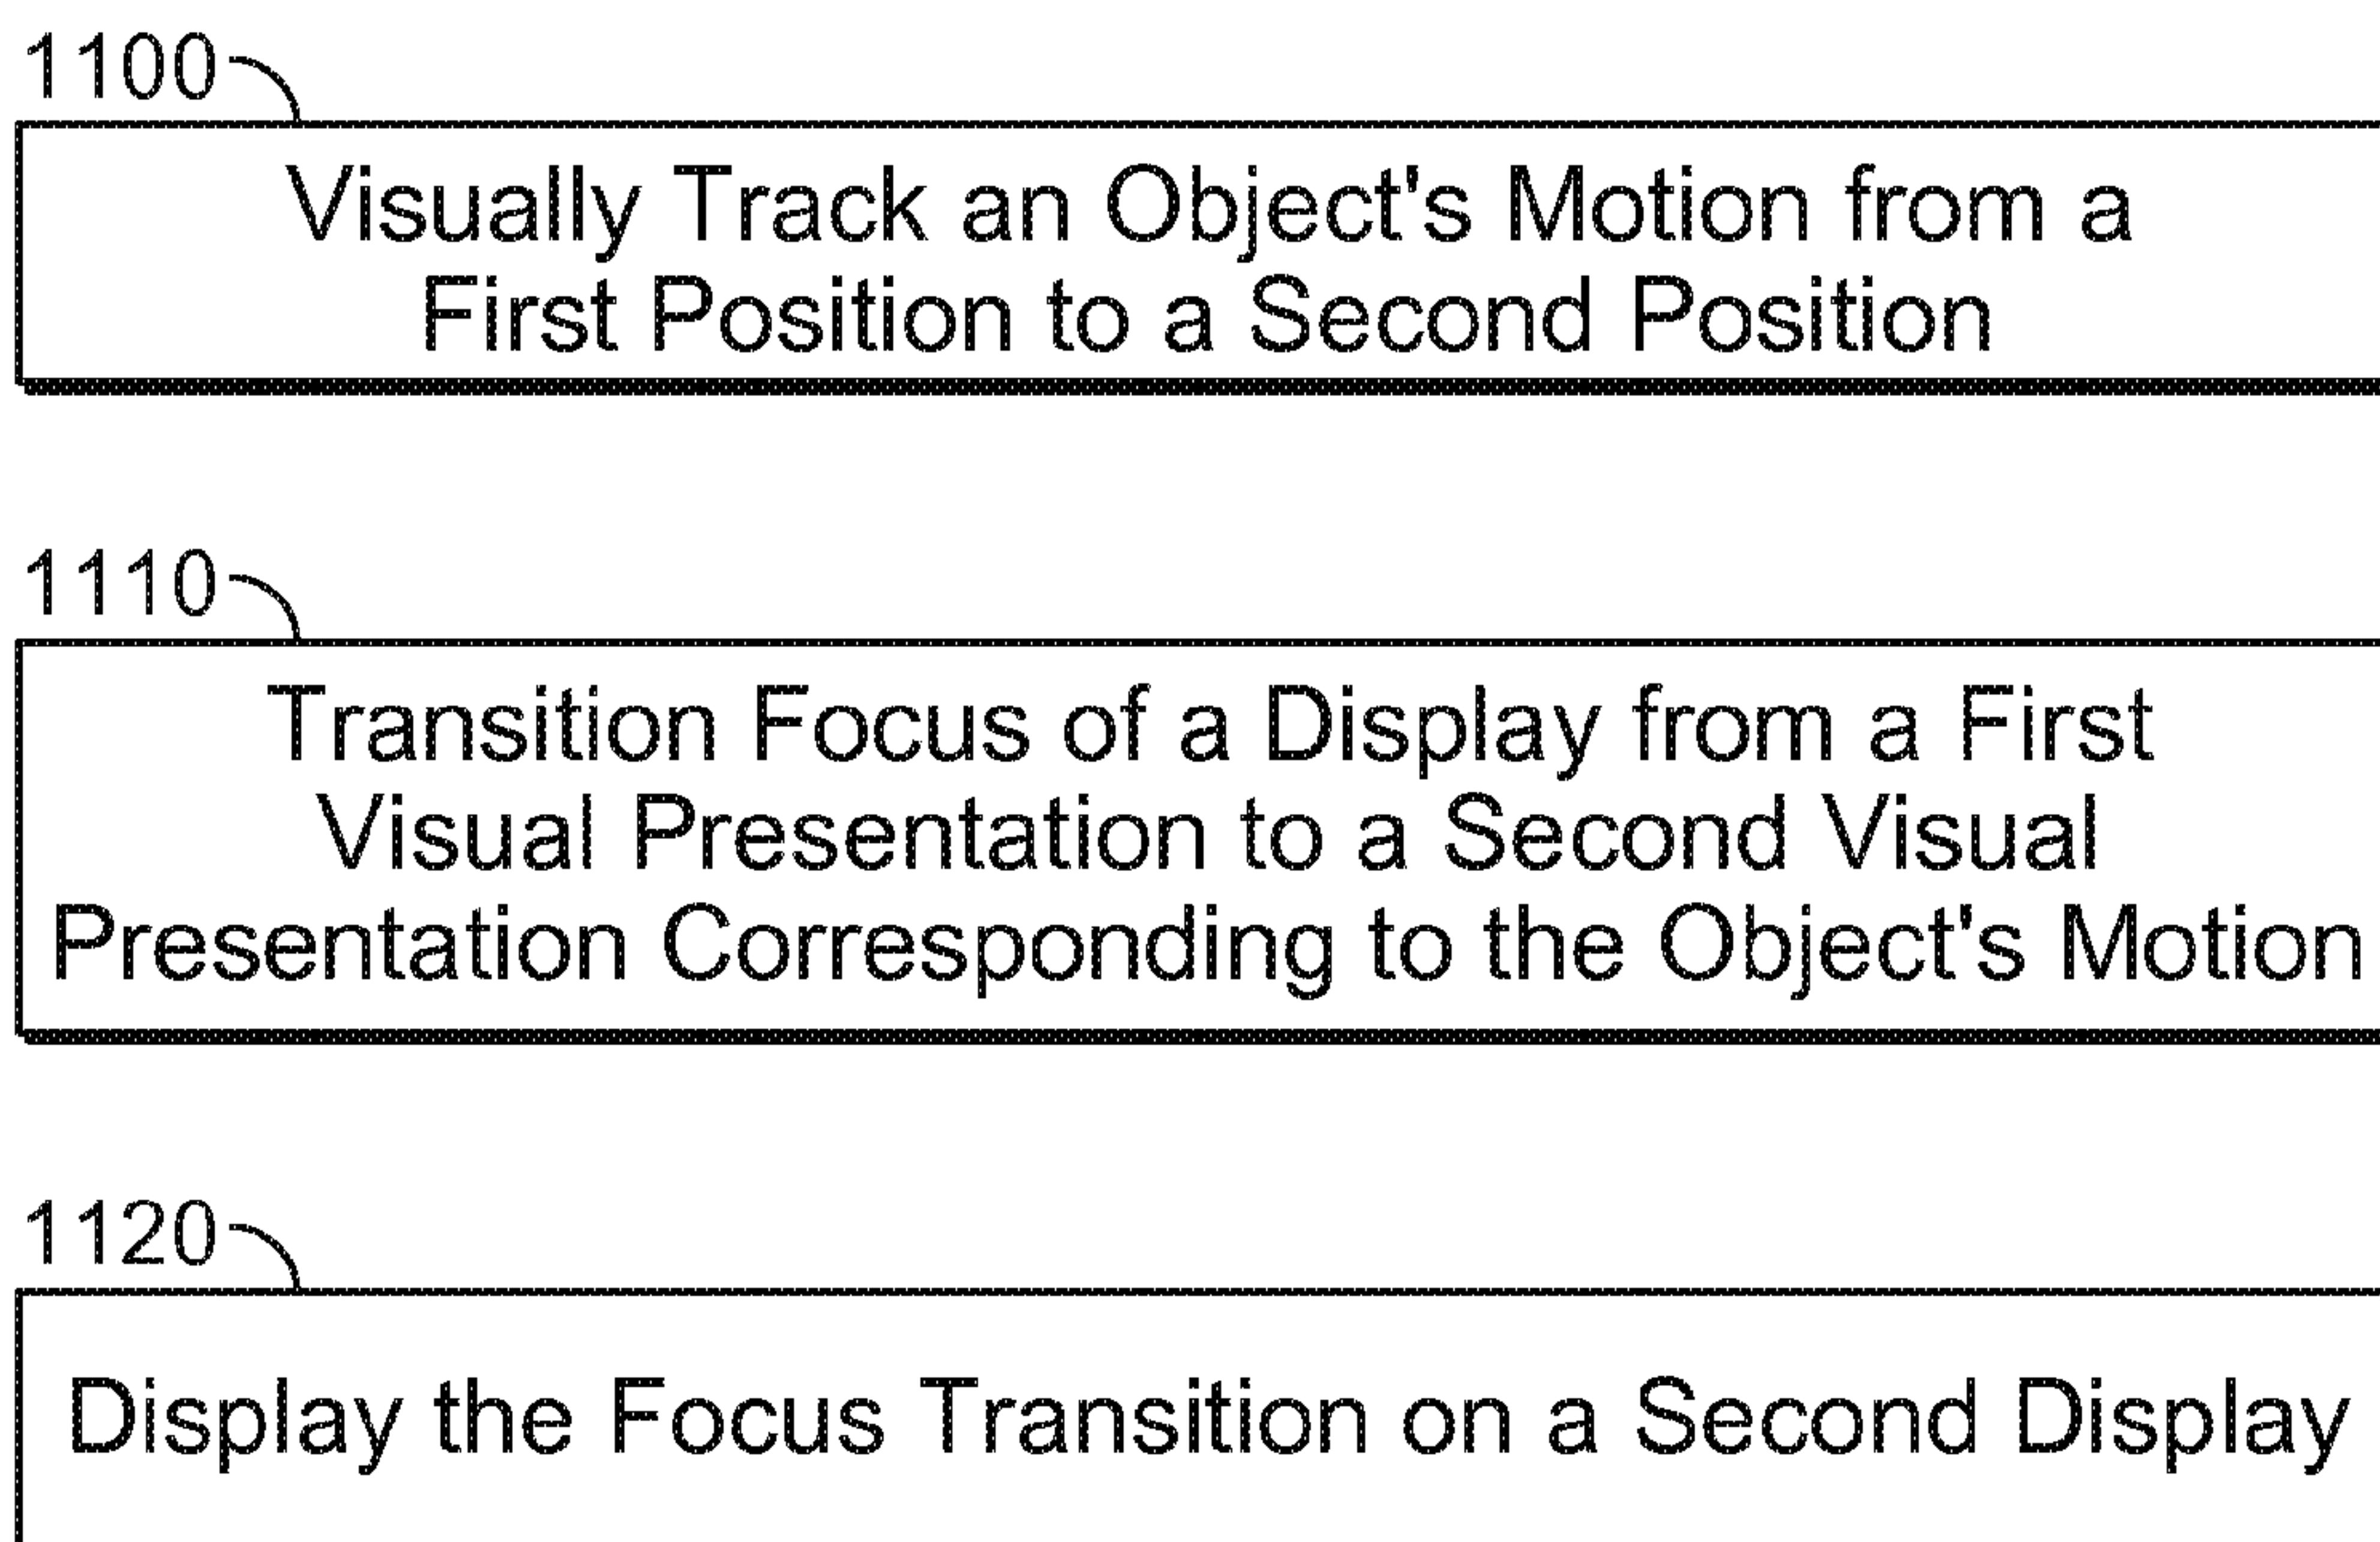 1100
Visually Track an Object's Motion from a
First Position to a Second Position
1110
Transition Focus of a Display from a First
Visual Presentation to a Second Visual
Presentation Corresponding to the Object's Motion
1120
Display the Focus Transition on a Second Display